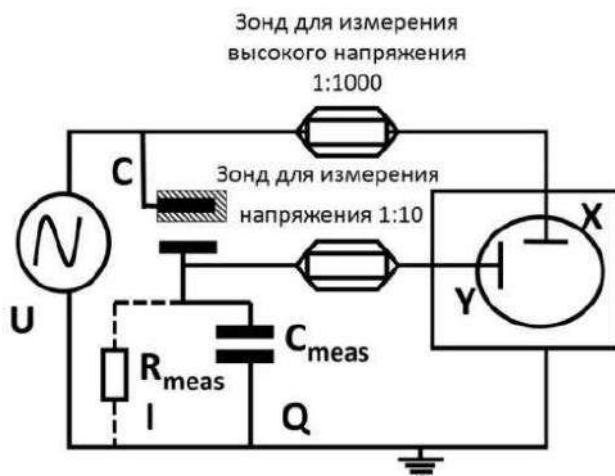 Зонд для измерения
высокого напряжения
1:1000
C
Зонд для измерения
напряжения 1:10
X
Y
U
R meas
C meas
I
Q